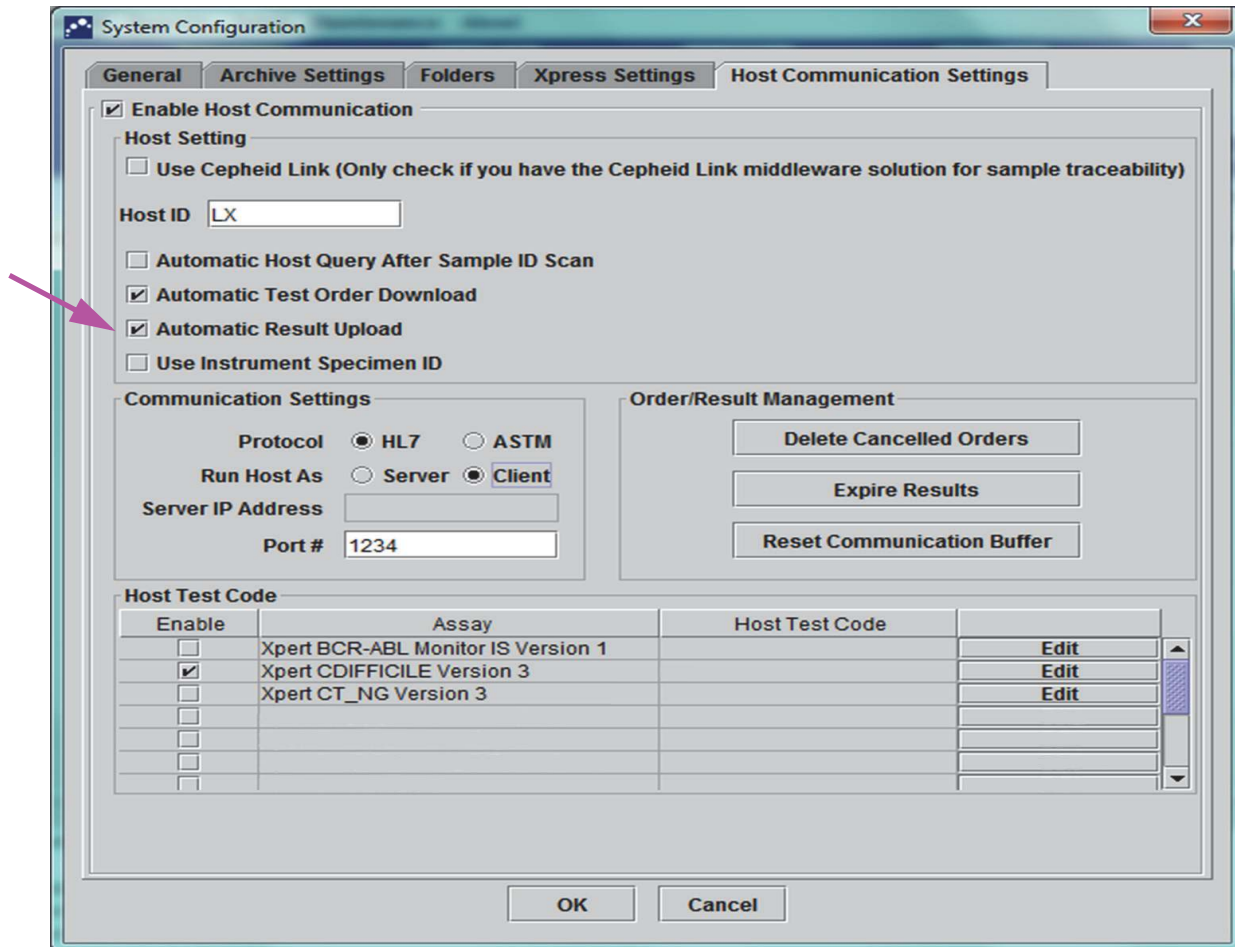 System Configuration
General Archive Settings Folders Xpress Settings Host Communication Settings
Enable Host Communication
Host Setting
Use Cepheid Link (Only check if you have the Cepheid Link middleware solution for sample traceability)
Host ID LX
Automatic Host Query After Sample ID Scan
Automatic Test Order Download
Automatic Result Upload
Use Instrument Specimen ID
Communication Settings
Protocol HL7 ASTM
Run Host As Server Client
Server IP Address
Port # 1234
Order/Result Management
Delete Cancelled Orders
Expire Results
Reset Communication Buffer
Host Test Code
Enable Assay Host Test Code
Xpert BCR-ABL Monitor IS Version 1 Edit
Xpert CDIFFICILE Version 3 Edit
Xpert CT_NG Version 3 Edit
OK Cancel